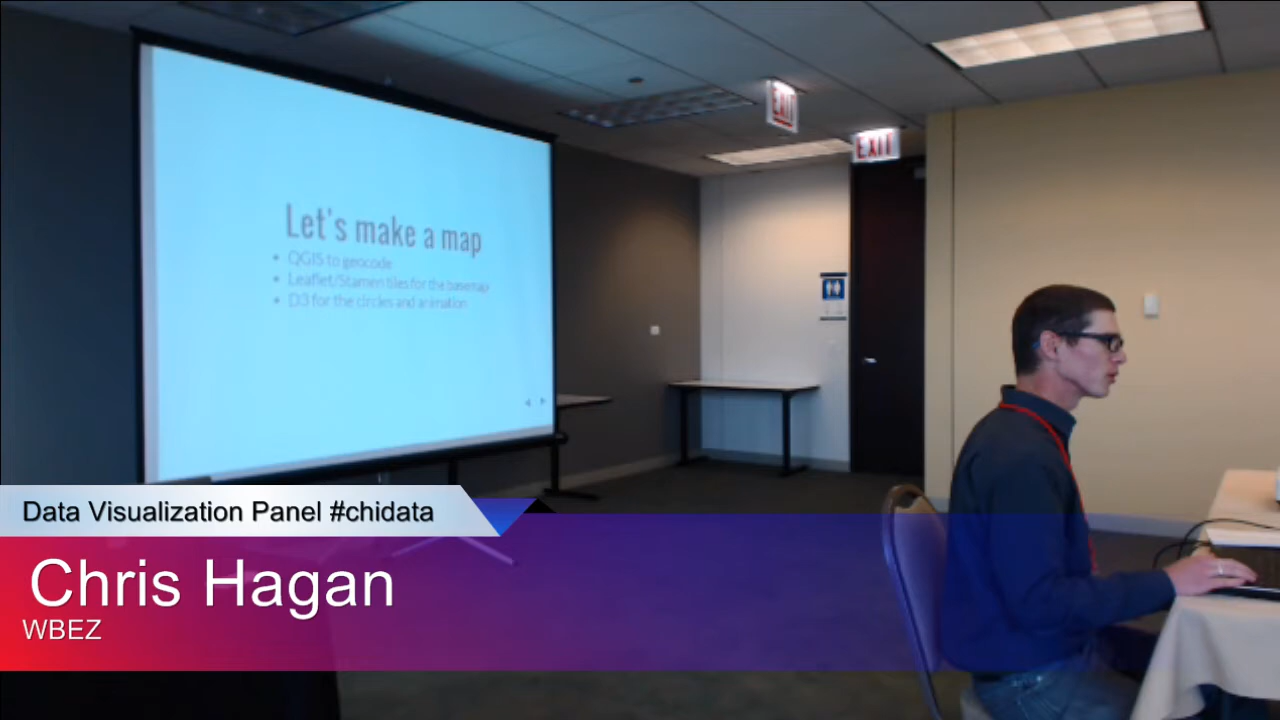 EXIT
EXIT
Let's make a map
QGIS to geocode
Leaflet/Stamen tiles for the basemap
D3 for the circles and animation
Data Visualization Panel #chidata
Chris Hagan
WBEZ